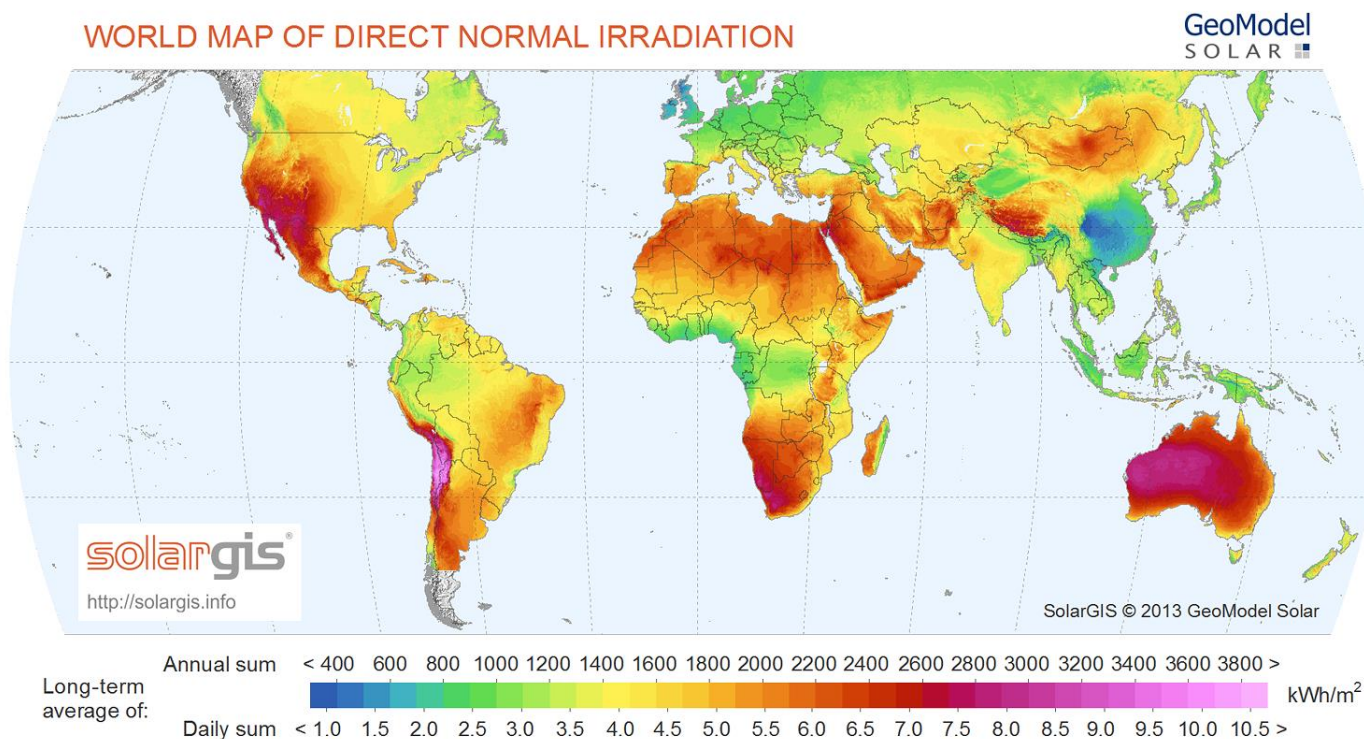 WORLD MAP OF DIRECT NORMAL IRRADIATION
GeoModel
SOLAR
solargis®
http://solargis.info
SolarGIS © 2013 GeoModel Solar
Annual sum < 400 600 800 1000 1200 1400 1600 1800 2000 2200 2400 2600 2800 3000 3200 3400 3600 3800 >
Long-term
average of:
kWh/m²
Daily sum < 1.0 1.5 2.0 2.5 3.0 3.5 4.0 4.5 5.0 5.5 6.0 6.5 7.0 7.5 8.0 8.5 9.0 9.5 10.0 10.5 >